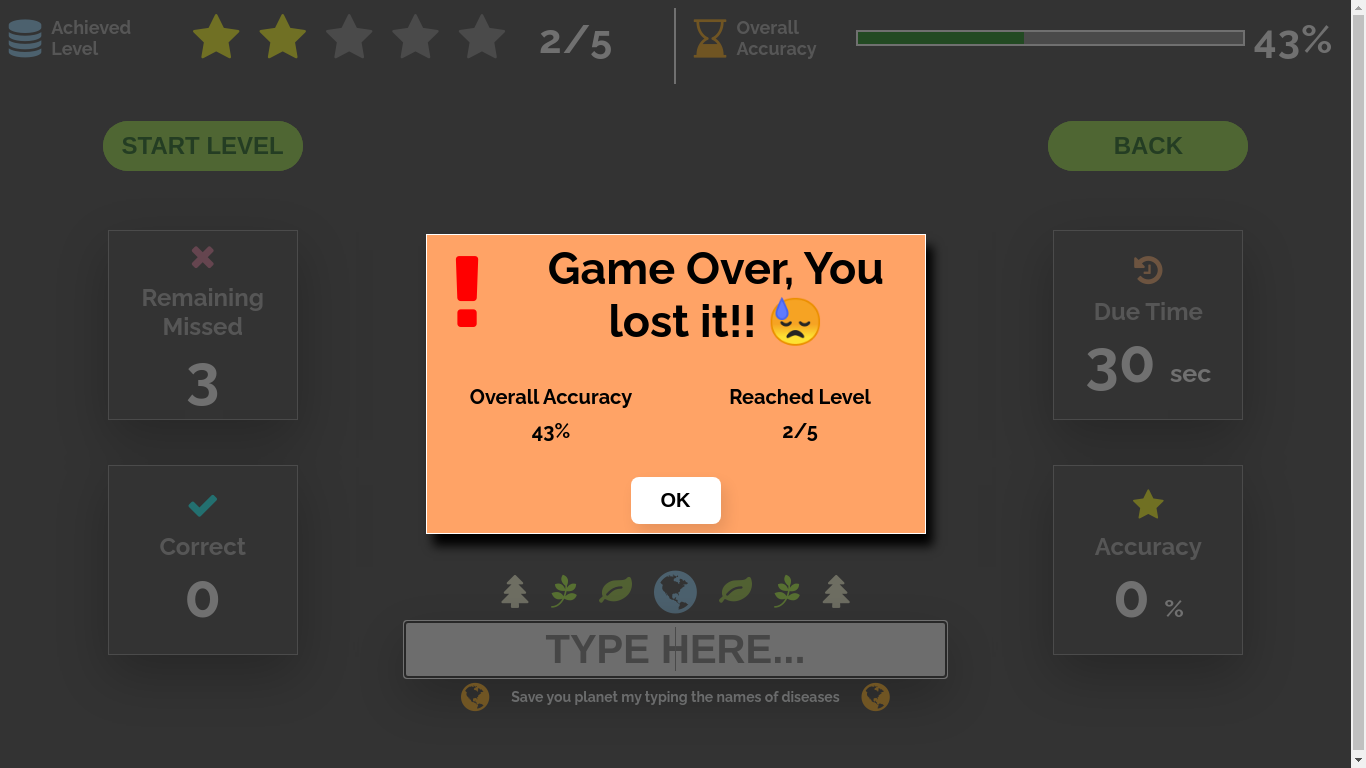 Achieved
Level
2/5
Overall
Accuracy
43%
START LEVEL
BACK
Remaining
Missed
3
Game Over, You
lost it!! 😓
Overall Accuracy
43%
Reached Level
2/5
OK
Due Time
30 sec
Correct
0
Accuracy
0 %
TYPE HERE...
Save you planet my typing the names of diseases